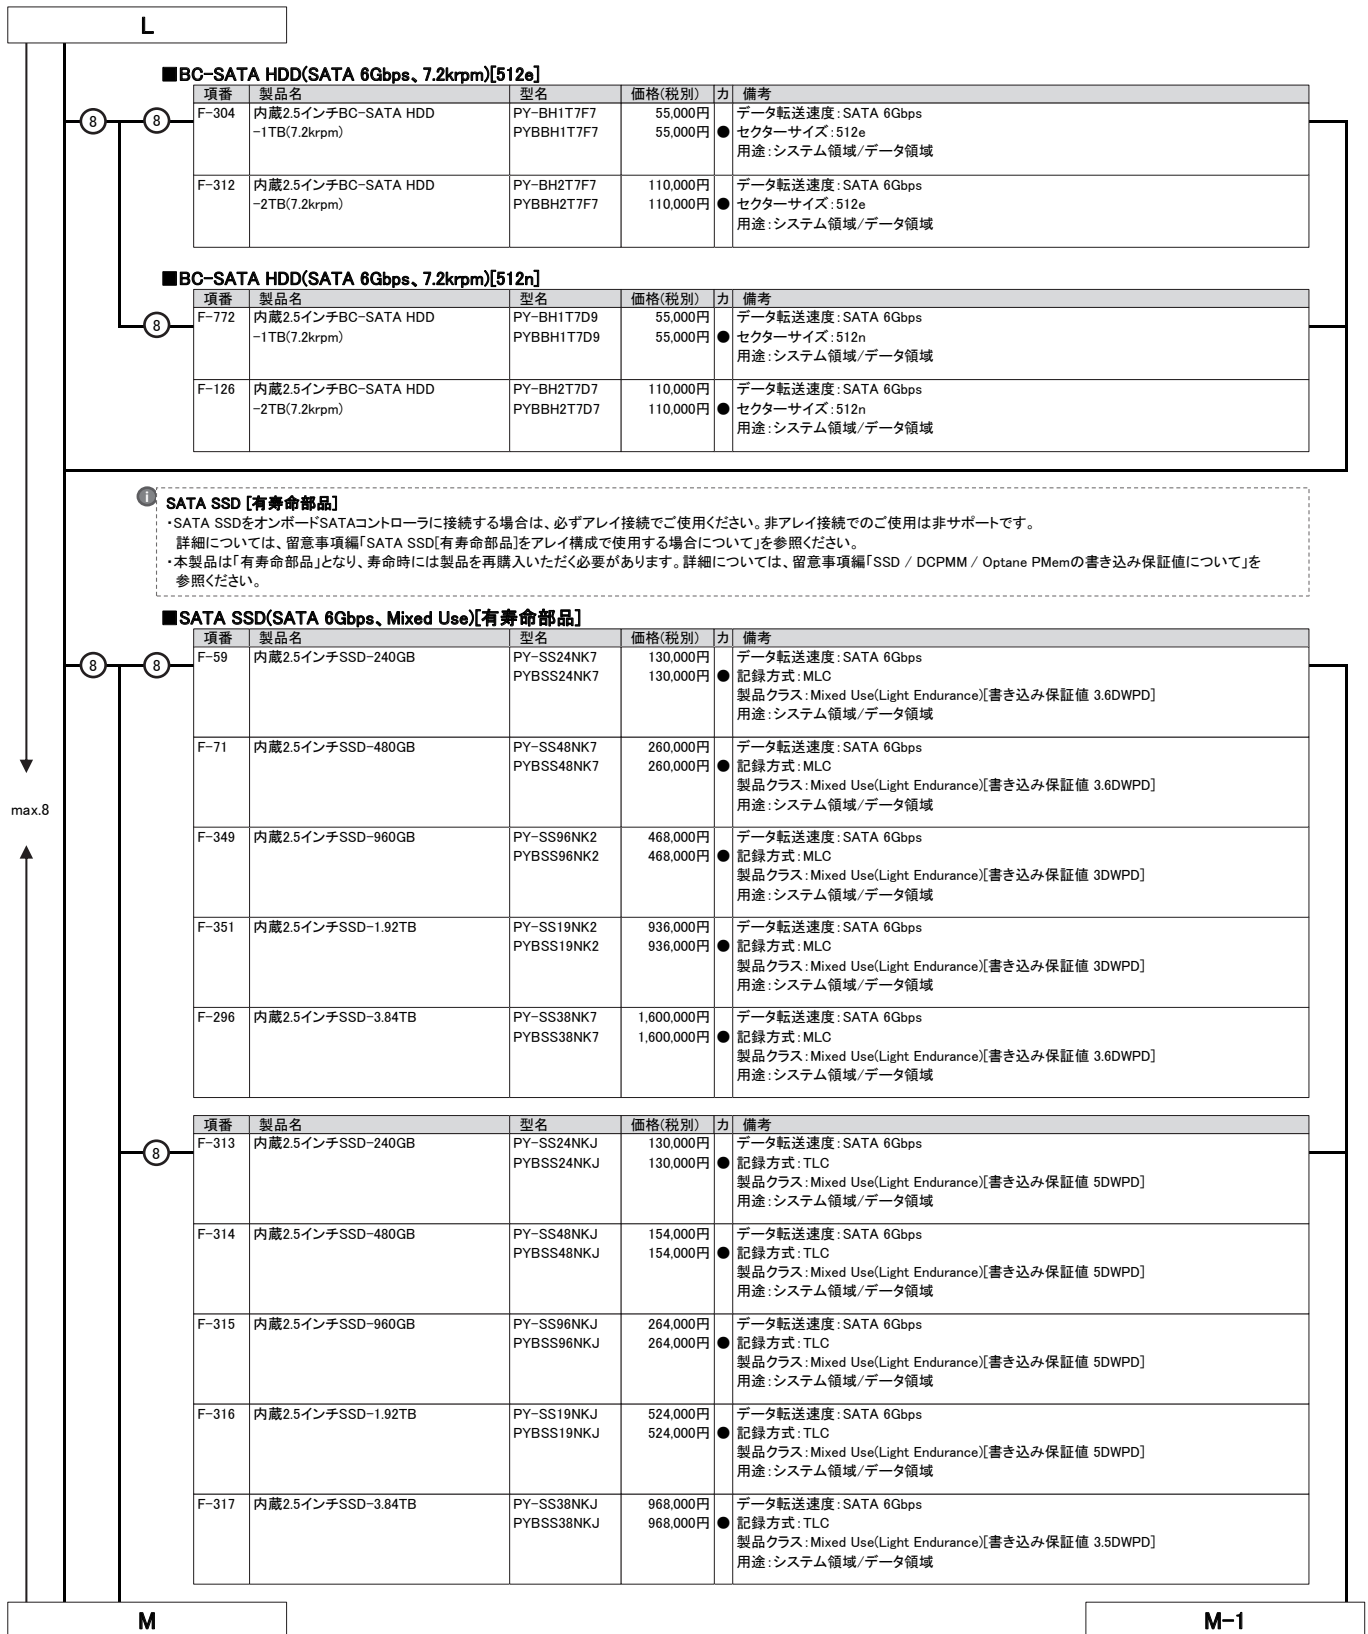 L
■BC-SATA HDD(SATA 6Gbps、7.2krpm)[512e]
項番 製品名 型名 価格(税別) カ 備考
8 8 F-304 内蔵2.5インチBC-SATA HDD PY-BH1T7F7 55,000円 データ転送速度:SATA 6Gbps
-1TB(7.2krpm) PYBBH1T7F7 55,000円 ● セクターサイズ:512e
用途:システム領域/データ領域
F-312 内蔵2.5インチBC-SATA HDD PY-BH2T7F7 110,000円 データ転送速度:SATA 6Gbps
-2TB(7.2krpm) PYBBH2T7F7 110,000円 ● セクターサイズ:512e
用途:システム領域/データ領域
■BC-SATA HDD(SATA 6Gbps、7.2krpm)[512n]
項番 製品名 型名 価格(税別) カ 備考
8 F-772 内蔵2.5インチBC-SATA HDD PY-BH1T7D9 55,000円 データ転送速度:SATA 6Gbps
-1TB(7.2krpm) PYBBH1T7D9 55,000円 ● セクターサイズ:512n
用途:システム領域/データ領域
F-126 内蔵2.5インチBC-SATA HDD PY-BH2T7D7 110,000円 データ転送速度:SATA 6Gbps
-2TB(7.2krpm) PYBBH2T7D7 110,000円 ● セクターサイズ:512n
用途:システム領域/データ領域
i SATA SSD [有寿命部品]
・SATA SSDをオンボードSATAコントローラに接続する場合は、必ずアレイ接続でご使用ください。非アレイ接続でのご使用は非サポートです。
詳細については、留意事項編「SATA SSD[有寿命部品]をアレイ構成で使用する場合について」を参照ください。
・本製品は「有寿命部品」となり、寿命時には製品を再購入いただく必要があります。詳細については、留意事項編「SSD / DCPMM / Optane PMemの書き込み保証値について」を
参照ください。
■SATA SSD(SATA 6Gbps、Mixed Use)[有寿命部品]
項番 製品名 型名 価格(税別) カ 備考
8 8 F-59 内蔵2.5インチSSD-240GB PY-SS24NK7 130,000円 データ転送速度:SATA 6Gbps
PYBSS24NK7 130,000円 ● 記録方式:MLC
製品クラス:Mixed Use(Light Endurance)[書き込み保証値 3.6DWPD]
用途:システム領域/データ領域
F-71 内蔵2.5インチSSD-480GB PY-SS48NK7 260,000円 データ転送速度:SATA 6Gbps
PYBSS48NK7 260,000円 ● 記録方式:MLC
製品クラス:Mixed Use(Light Endurance)[書き込み保証値 3.6DWPD]
用途:システム領域/データ領域
max.8
F-349 内蔵2.5インチSSD-960GB PY-SS96NK2 468,000円 データ転送速度:SATA 6Gbps
PYBSS96NK2 468,000円 ● 記録方式:MLC
製品クラス:Mixed Use(Light Endurance)[書き込み保証値 3DWPD]
用途:システム領域/データ領域
F-351 内蔵2.5インチSSD-1.92TB PY-SS19NK2 936,000円 データ転送速度:SATA 6Gbps
PYBSS19NK2 936,000円 ● 記録方式:MLC
製品クラス:Mixed Use(Light Endurance)[書き込み保証値 3DWPD]
用途:システム領域/データ領域
F-296 内蔵2.5インチSSD-3.84TB PY-SS38NK7 1,600,000円 データ転送速度:SATA 6Gbps
PYBSS38NK7 1,600,000円 ● 記録方式:MLC
製品クラス:Mixed Use(Light Endurance)[書き込み保証値 3.6DWPD]
用途:システム領域/データ領域
項番 製品名 型名 価格(税別) カ 備考
8 F-313 内蔵2.5インチSSD-240GB PY-SS24NKJ 130,000円 データ転送速度:SATA 6Gbps
PYBSS24NKJ 130,000円 ● 記録方式:TLC
製品クラス:Mixed Use(Light Endurance)[書き込み保証値 5DWPD]
用途:システム領域/データ領域
F-314 内蔵2.5インチSSD-480GB PY-SS48NKJ 154,000円 データ転送速度:SATA 6Gbps
PYBSS48NKJ 154,000円 ● 記録方式:TLC
製品クラス:Mixed Use(Light Endurance)[書き込み保証値 5DWPD]
用途:システム領域/データ領域
F-315 内蔵2.5インチSSD-960GB PY-SS96NKJ 264,000円 データ転送速度:SATA 6Gbps
PYBSS96NKJ 264,000円 ● 記録方式:TLC
製品クラス:Mixed Use(Light Endurance)[書き込み保証値 5DWPD]
用途:システム領域/データ領域
F-316 内蔵2.5インチSSD-1.92TB PY-SS19NKJ 524,000円 データ転送速度:SATA 6Gbps
PYBSS19NKJ 524,000円 ● 記録方式:TLC
製品クラス:Mixed Use(Light Endurance)[書き込み保証値 5DWPD]
用途:システム領域/データ領域
F-317 内蔵2.5インチSSD-3.84TB PY-SS38NKJ 968,000円 データ転送速度:SATA 6Gbps
PYBSS38NKJ 968,000円 ● 記録方式:TLC
製品クラス:Mixed Use(Light Endurance)[書き込み保証値 3.5DWPD]
用途:システム領域/データ領域
M M-1